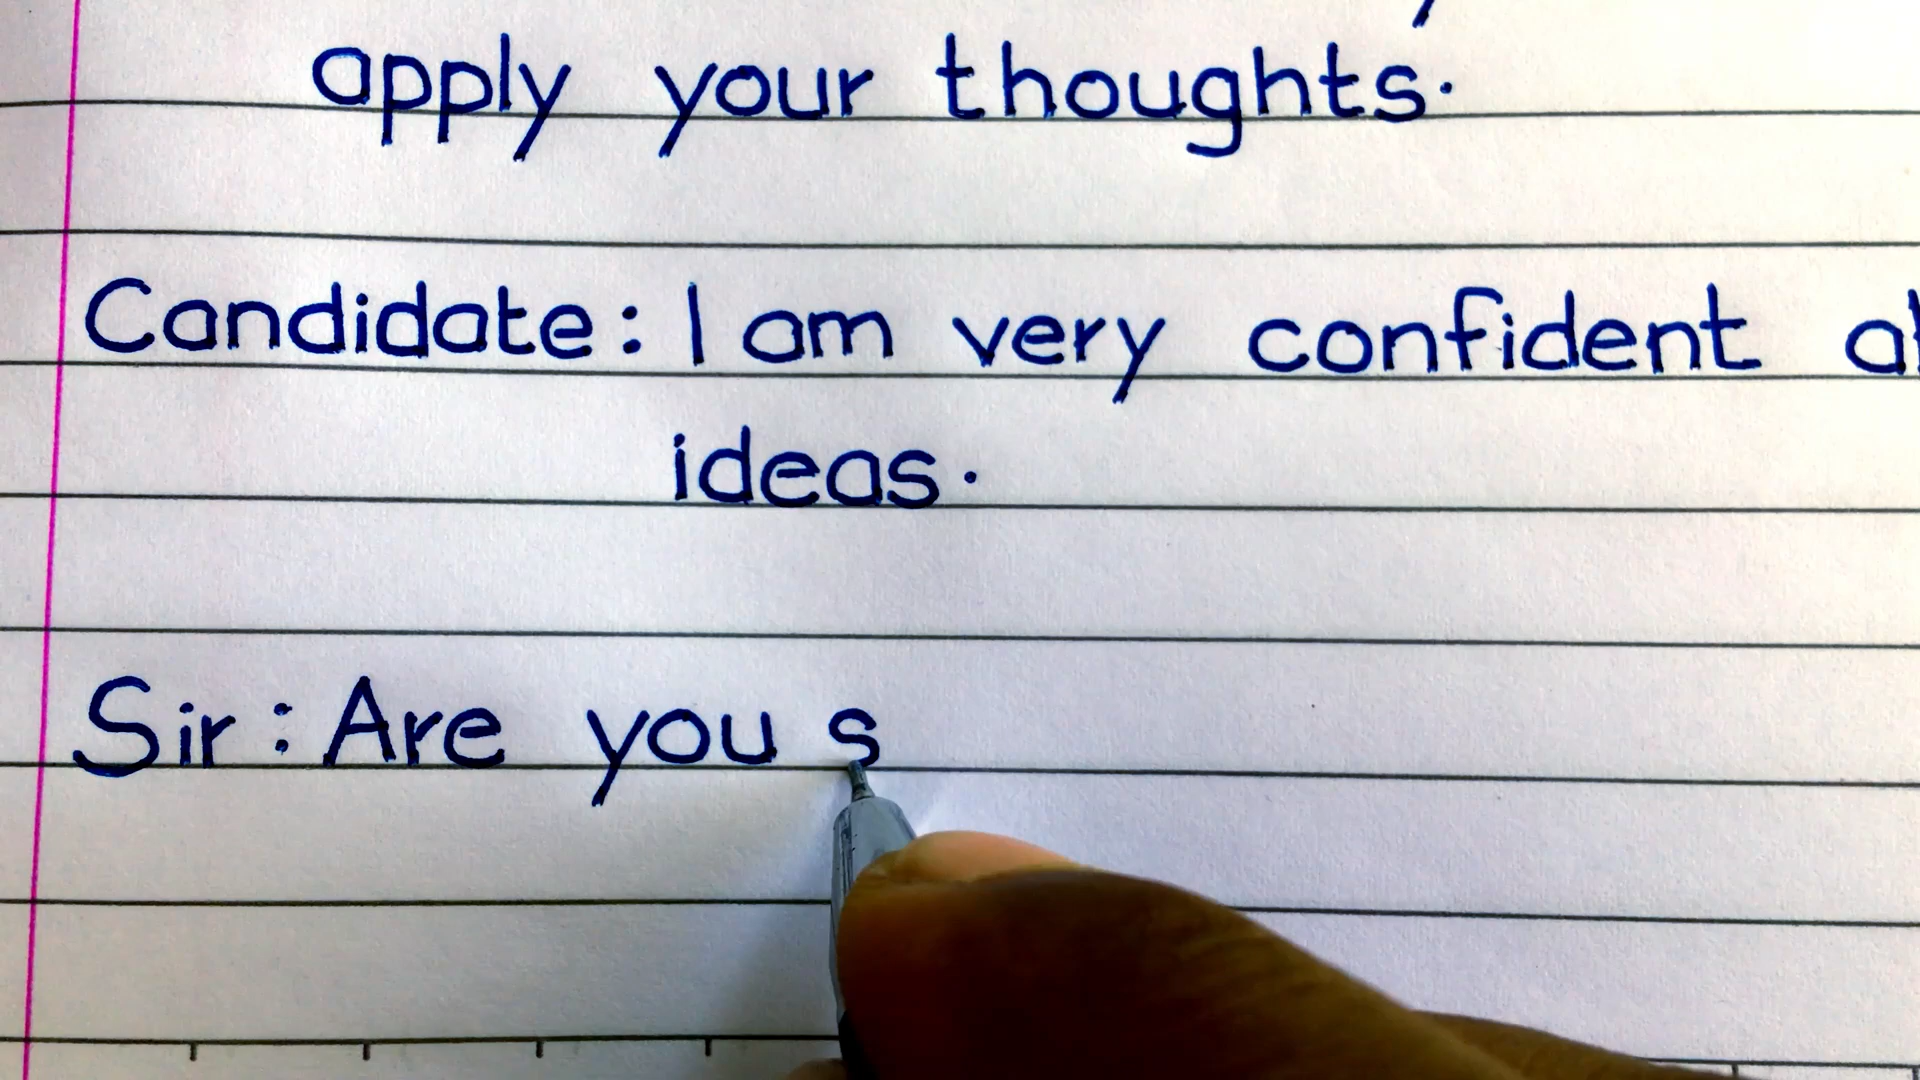 apply your thoughts.
Candidate: I am very confident
ideas.
Sir: Are you s